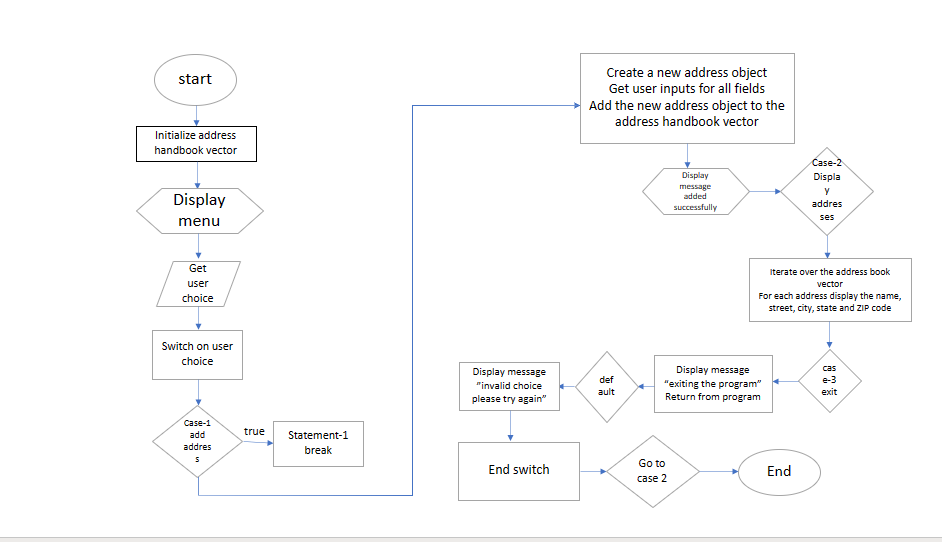 start
Initialize address
handbook vector
Display
menu
Get
user
choice
Switch on user
choice
Case-1
add
addres
s
true
Statement-1
break
Create a new address object
Get user inputs for all fields
Add the new address object to the
address handbook vector
Display
message
added
successfully
Case-2
Displa
y
addres
ses
Iterate over the address book
vector
For each address display the name,
street, city, state and ZIP code
cas
e-3
exit
Display message
"exiting the program"
Return from program
def
ault
Display message
"invalid choice
please try again"
End switch
Go to
case 2
End